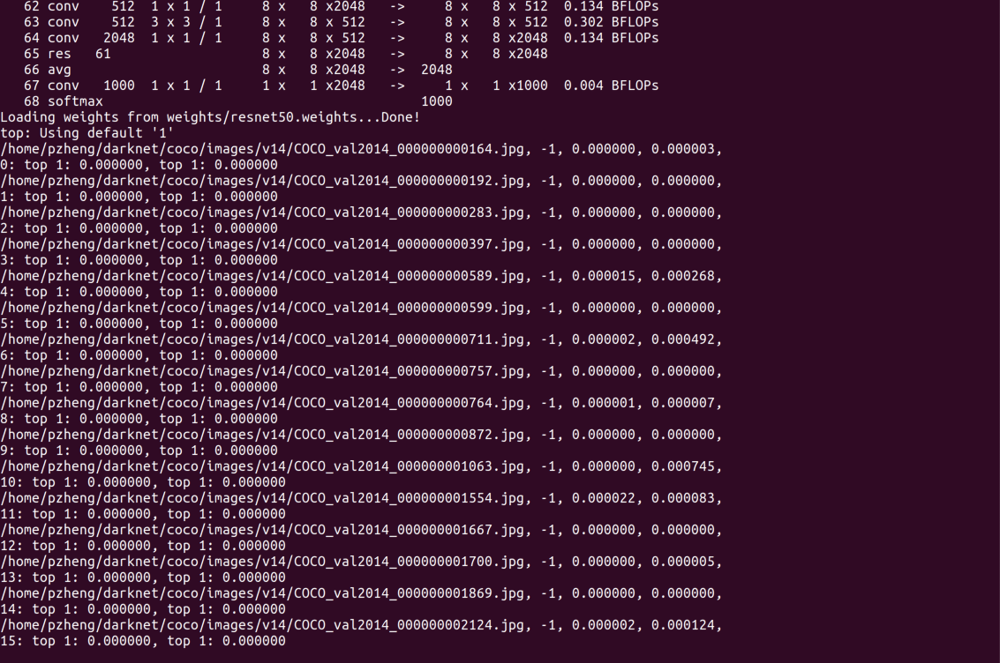 62 conv    512  1 x 1 / 1     8 x   8 x2048   ->     8 x   8 x 512  0.134 BFLOPs
63 conv    512  3 x 3 / 1     8 x   8 x 512   ->     8 x   8 x 512  0.302 BFLOPs
64 conv   2048  1 x 1 / 1     8 x   8 x 512   ->     8 x   8 x2048  0.134 BFLOPs
65 res   61                   8 x   8 x2048   ->     8 x   8 x2048
66 avg                        8 x   8 x2048   ->  2048
67 conv   1000  1 x 1 / 1     1 x   1 x2048   ->     1 x   1 x1000  0.004 BFLOPs
68 softmax                                        1000
Loading weights from weights/resnet50.weights...Done!
top: Using default '1'
/home/pzheng/darknet/coco/images/v14/COCO_val2014_000000000164.jpg, -1, 0.000000, 0.000003,
0: top 1: 0.000000, top 1: 0.000000
/home/pzheng/darknet/coco/images/v14/COCO_val2014_000000000192.jpg, -1, 0.000000, 0.000000,
1: top 1: 0.000000, top 1: 0.000000
/home/pzheng/darknet/coco/images/v14/COCO_val2014_000000000283.jpg, -1, 0.000000, 0.000000,
2: top 1: 0.000000, top 1: 0.000000
/home/pzheng/darknet/coco/images/v14/COCO_val2014_000000000397.jpg, -1, 0.000000, 0.000000,
3: top 1: 0.000000, top 1: 0.000000
/home/pzheng/darknet/coco/images/v14/COCO_val2014_000000000589.jpg, -1, 0.000015, 0.000268,
4: top 1: 0.000000, top 1: 0.000000
/home/pzheng/darknet/coco/images/v14/COCO_val2014_000000000599.jpg, -1, 0.000000, 0.000000,
5: top 1: 0.000000, top 1: 0.000000
/home/pzheng/darknet/coco/images/v14/COCO_val2014_000000000711.jpg, -1, 0.000002, 0.000492,
6: top 1: 0.000000, top 1: 0.000000
/home/pzheng/darknet/coco/images/v14/COCO_val2014_000000000757.jpg, -1, 0.000000, 0.000000,
7: top 1: 0.000000, top 1: 0.000000
/home/pzheng/darknet/coco/images/v14/COCO_val2014_000000000764.jpg, -1, 0.000001, 0.000007,
8: top 1: 0.000000, top 1: 0.000000
/home/pzheng/darknet/coco/images/v14/COCO_val2014_000000000872.jpg, -1, 0.000000, 0.000000,
9: top 1: 0.000000, top 1: 0.000000
/home/pzheng/darknet/coco/images/v14/COCO_val2014_000000001063.jpg, -1, 0.000000, 0.000745,
10: top 1: 0.000000, top 1: 0.000000
/home/pzheng/darknet/coco/images/v14/COCO_val2014_000000001554.jpg, -1, 0.000022, 0.000083,
11: top 1: 0.000000, top 1: 0.000000
/home/pzheng/darknet/coco/images/v14/COCO_val2014_000000001667.jpg, -1, 0.000000, 0.000000,
12: top 1: 0.000000, top 1: 0.000000
/home/pzheng/darknet/coco/images/v14/COCO_val2014_000000001700.jpg, -1, 0.000000, 0.000005,
13: top 1: 0.000000, top 1: 0.000000
/home/pzheng/darknet/coco/images/v14/COCO_val2014_000000001869.jpg, -1, 0.000000, 0.000000,
14: top 1: 0.000000, top 1: 0.000000
/home/pzheng/darknet/coco/images/v14/COCO_val2014_000000002124.jpg, -1, 0.000002, 0.000124,
15: top 1: 0.000000, top 1: 0.000000